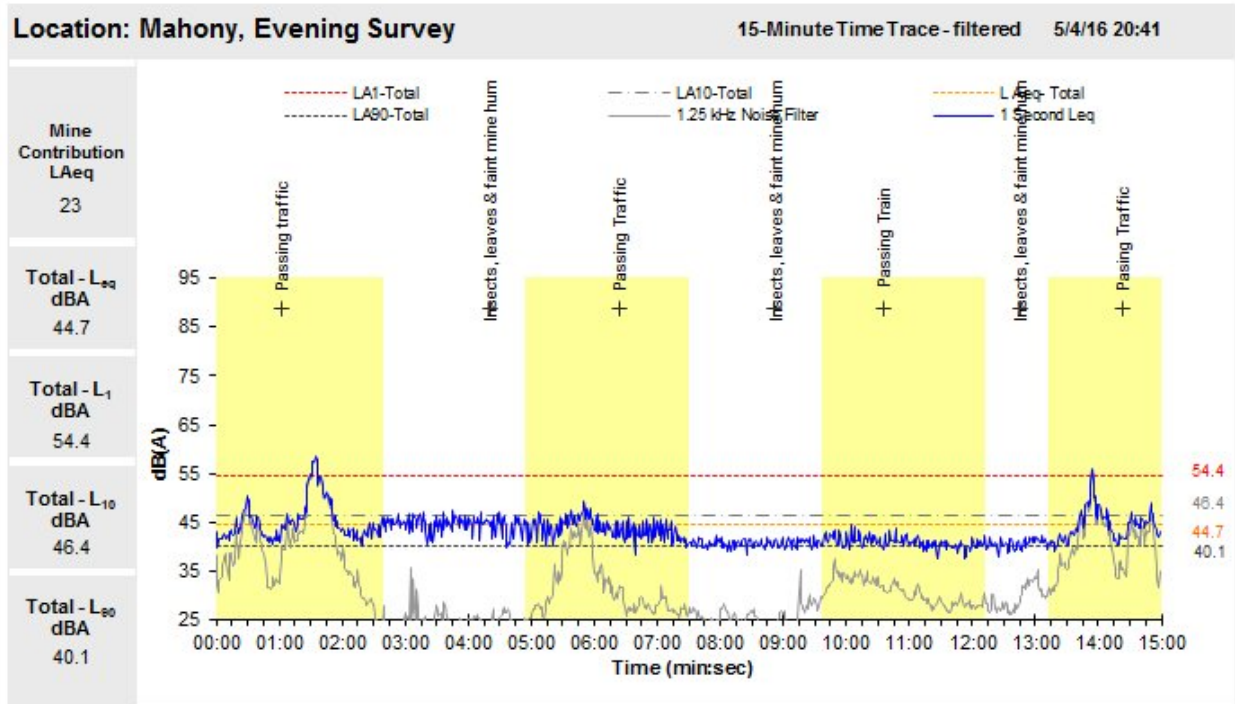 Location: Mahony, Evening Survey
15-Minute Time Trace - filtered 5/4/16 20:41
Mine
Contribution
LAeq
23
Total - Leq
dBA
44.7
Total - L1
dBA
54.4
Total - L10
dBA
46.4
Total - L90
dBA
40.1
LA1-Total
LA10-Total
L Aeq- Total
LA90-Total
1.25 kHz Noise Filter
1 Second Leq
Passing traffic
Insects, leaves & faint mine hum
Passing Traffic
Insects, leaves & faint mine hum
Passing Train
Insects, leaves & faint mine hum
Pasing Traffic
dB(A)
95
85
75
65
55
45
35
25
54.4
46.4
44.7
40.1
00:00 01:00 02:00 03:00 04:00 05:00 06:00 07:00 08:00 09:00 10:00 11:00 12:00 13:00 14:00 15:00
Time (min:sec)